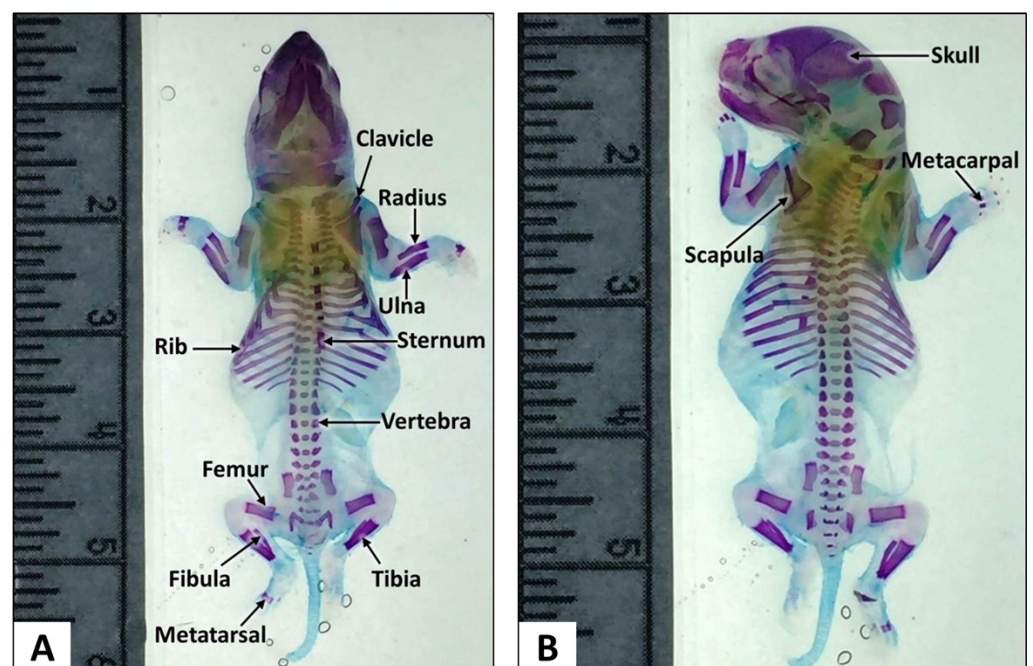 1
2
3
4
5
6
Clavicle
Radius
Ulna
Sternum
Rib
Vertebra
Femur
Fibula
Tibia
Metatarsal
A
2
3
4
5
Skull
Metacarpal
Scapula
B